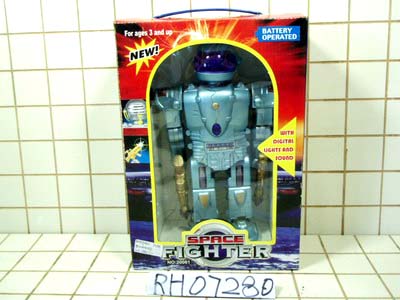 For ages 3 and up
BATTERY
OPERATED
NEW!
WITH
DIGITAL
LIGHTS AND
SOUND
SPACE
FIGHTER
RH07280